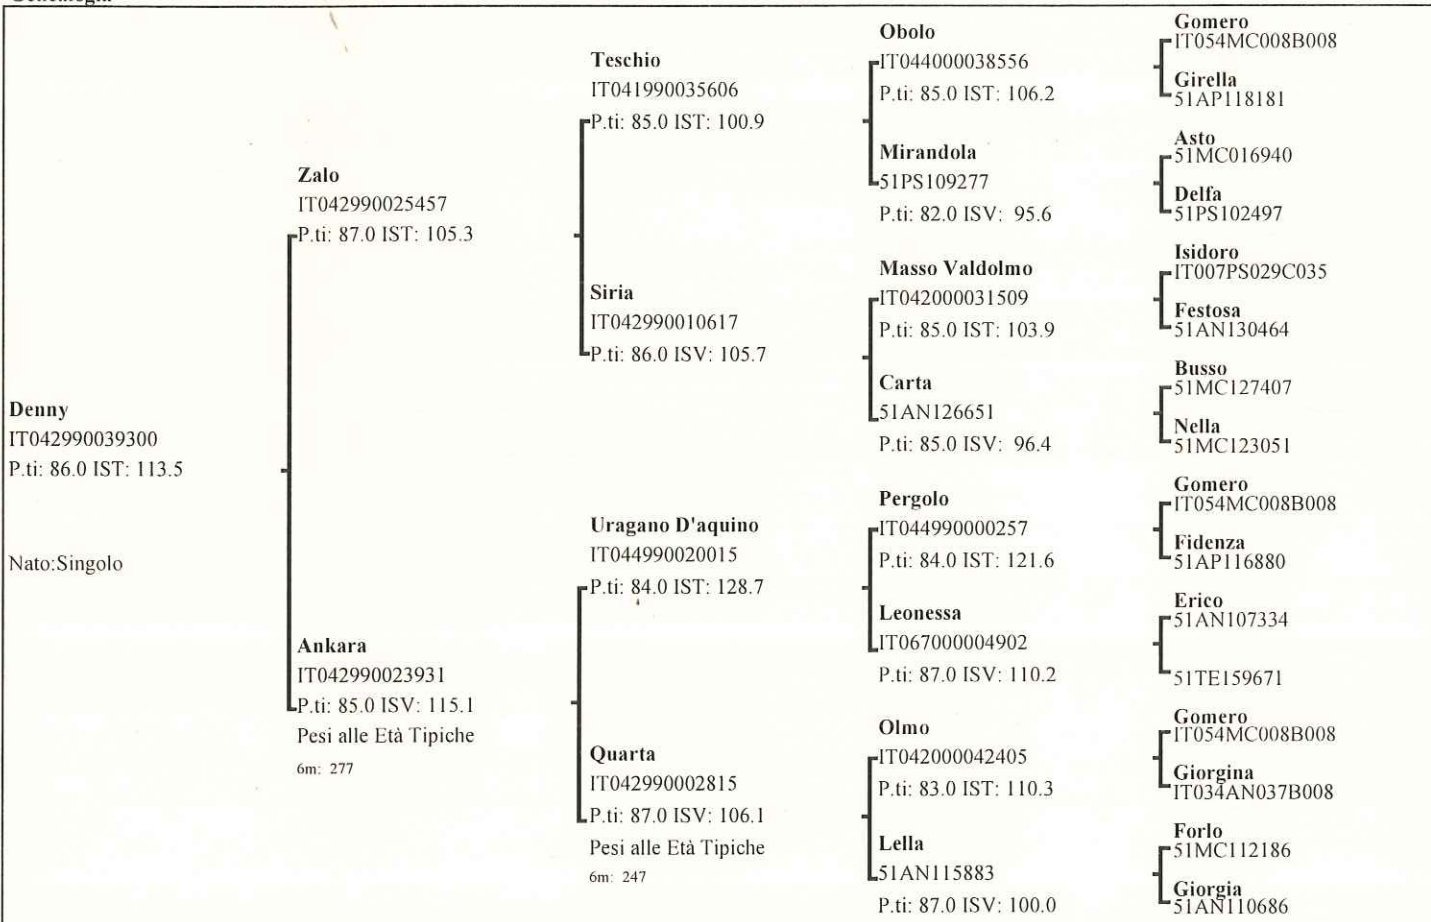 Denny
IT042990039300
P.ti: 86.0 IST: 113.5
Nato:Singolo
Zalo
IT042990025457
P.ti: 87.0 IST: 105.3
Ankara
IT042990023931
P.ti: 85.0 ISV: 115.1
Pesi alle Età Tipiche
6m: 277
Teschio
IT041990035606
P.ti: 85.0 IST: 100.9
Siria
IT042990010617
P.ti: 86.0 ISV: 105.7
Uragano D'aquino
IT044990020015
P.ti: 84.0 IST: 128.7
Quarta
IT042990002815
P.ti: 87.0 ISV: 106.1
Pesi alle Età Tipiche
6m: 247
Obolo
IT044000038556
P.ti: 85.0 IST: 106.2
Mirandola
51PS109277
P.ti: 82.0 ISV: 95.6
Masso Valdolmo
IT042000031509
P.ti: 85.0 IST: 103.9
Carta
51AN126651
P.ti: 85.0 ISV: 96.4
Pergolo
IT044990000257
P.ti: 84.0 IST: 121.6
Leonessa
IT067000004902
P.ti: 87.0 ISV: 110.2
Olmo
IT042000042405
P.ti: 83.0 IST: 110.3
Lella
51AN115883
P.ti: 87.0 ISV: 100.0
Gomero
IT054MC008B008
Girella
51AP118181
Asto
51MC016940
Delfa
51PS102497
Isidoro
IT007PS029C035
Festosa
51AN130464
Busso
51MC127407
Nella
51MC123051
Gomero
IT054MC008B008
Fidenza
51AP116880
Erico
51AN107334
51TE159671
Gomero
IT054MC008B008
Giorgina
IT034AN037B008
Forlo
51MC112186
Giorgia
51AN110686